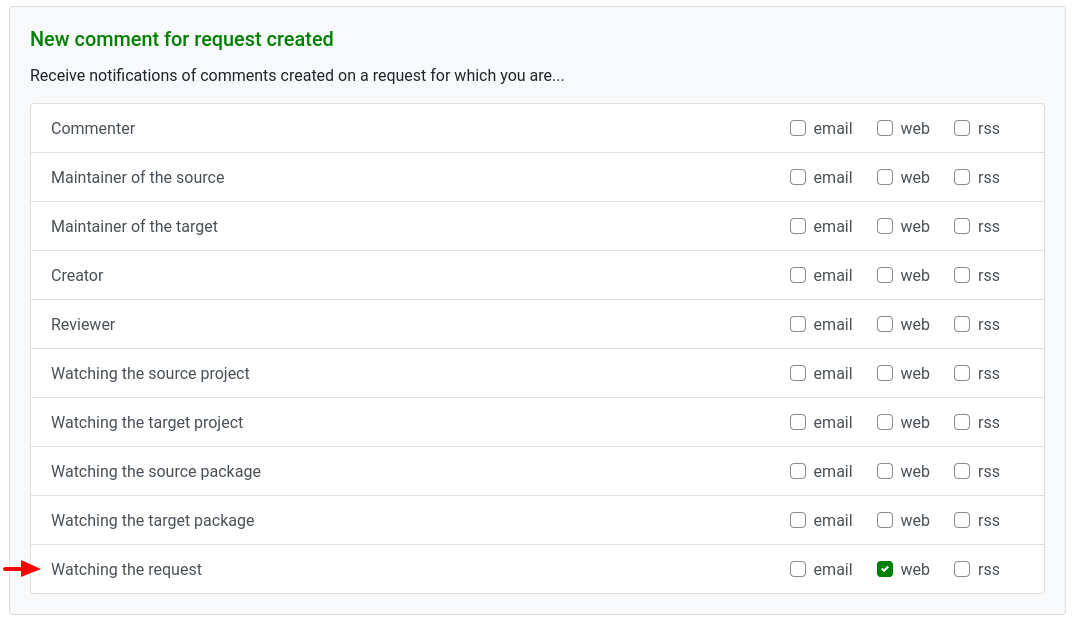 New comment for request created
Receive notifications of comments created on a request for which you are...
Commenter email web rss
Maintainer of the source email web rss
Maintainer of the target email web rss
Creator email web rss
Reviewer email web rss
Watching the source project email web rss
Watching the target project email web rss
Watching the source package email web rss
Watching the target package email web rss
Watching the request email web rss